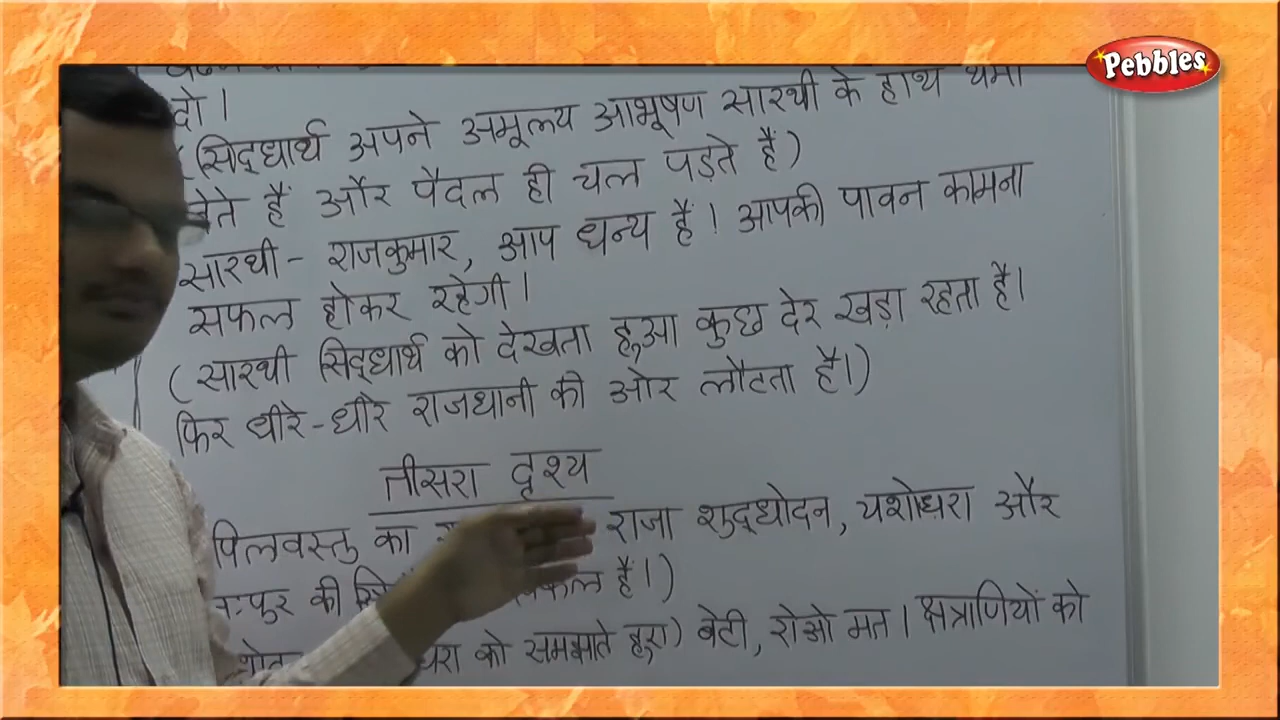 Pebbles
दो।
(सिद्धार्थ अपने अमूल्य आभूषण सारथी के हाथ थमा
देते हैं और पैदल ही चल पड़ते हैं)
सारथी - राजकुमार, आप धन्य हैं! आपकी पावन कामना
सफल होकर रहेगी।
(सारथी सिद्धार्थ को देखता हुआ कुछ देर खड़ा रहता है।
फिर धीरे-धीरे राजधानी की ओर लौटता है।)
तीसरा दृश्य
पिलवस्तु का राजा शुद्धोदन, यशोधरा और
तःपुर की हैं।)
को समझाते हुए) बेटी, रोओ मत। क्षत्राणियों को